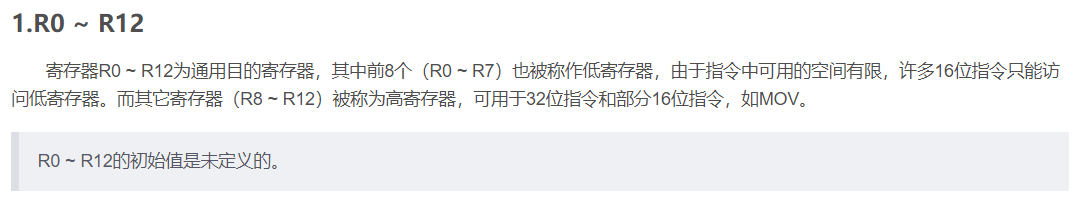 1.R0 ~ R12
寄存器R0 ~ R12为通用目的寄存器，其中前8个（R0 ~ R7）也被称作低寄存器，由于指令中可用的空间有限，许多16位指令只能访
问低寄存器。而其它寄存器（R8 ~ R12）被称为高寄存器，可用于32位指令和部分16位指令，如MOV。
R0 ~ R12的初始值是未定义的。